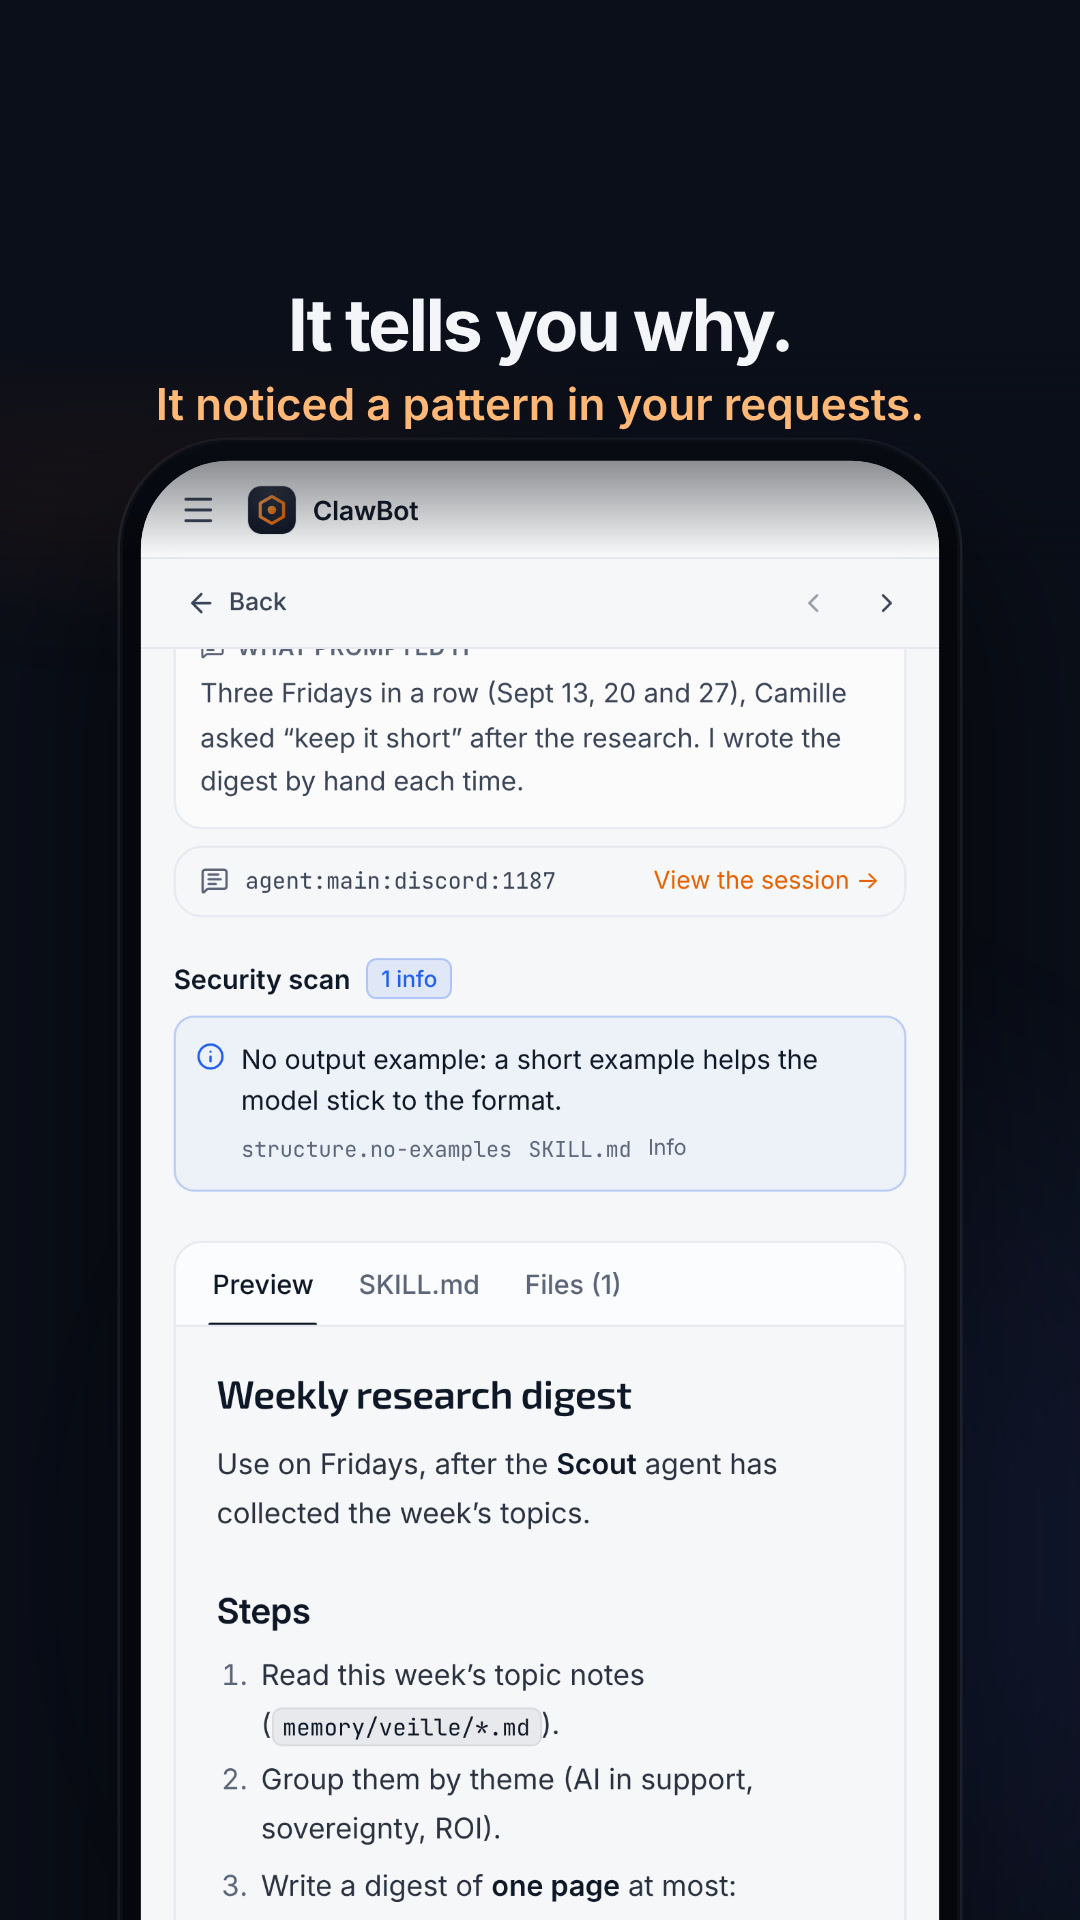 It tells you why.
It noticed a pattern in your requests.
ClawBot
Back
WHAT PROMPTED IT
Three Fridays in a row (Sept 13, 20 and 27), Camille
asked “keep it short” after the research. I wrote the
digest by hand each time.
agent:main:discord:1187 View the session →
Security scan 1 info
No output example: a short example helps the
model stick to the format.
structure.no-examples SKILL.md Info
Preview SKILL.md Files (1)
Weekly research digest
Use on Fridays, after the Scout agent has
collected the week’s topics.
Steps
1. Read this week’s topic notes
(memory/veille/*.md).
2. Group them by theme (AI in support,
sovereignty, ROI).
3. Write a digest of one page at most: